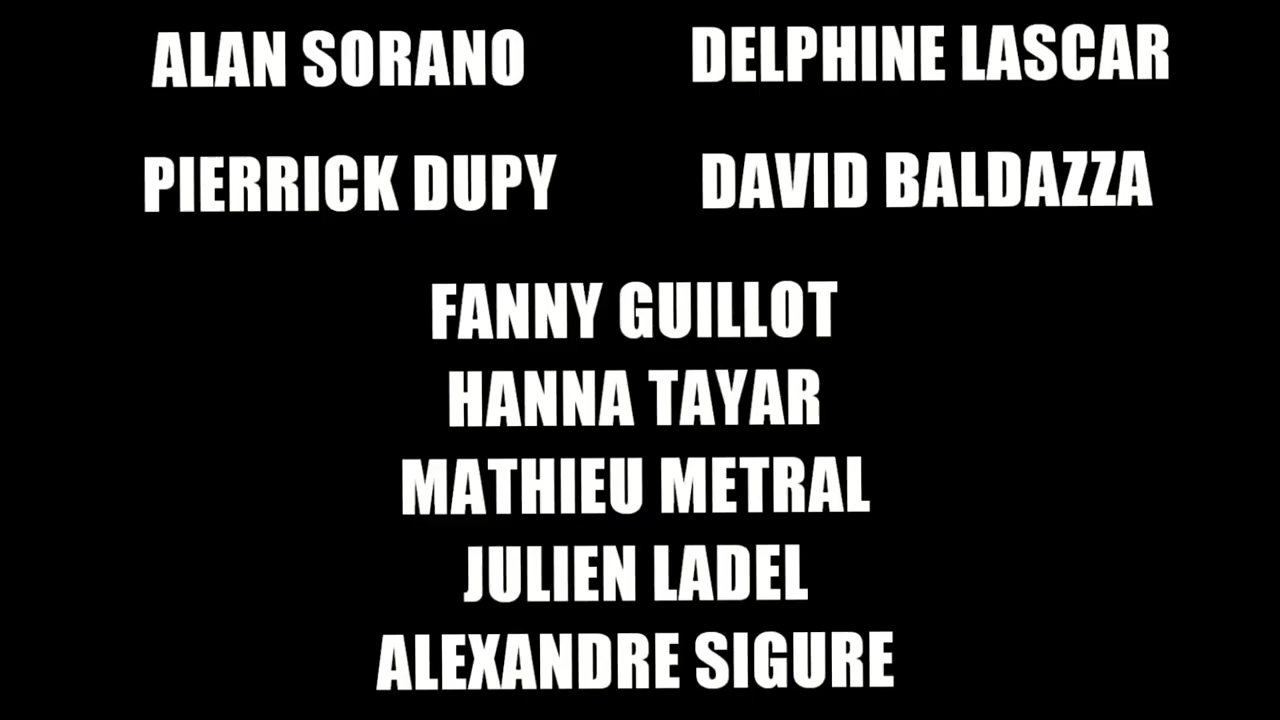 ALAN SORANO
DELPHINE LASCAR
PIERRICK DUPY
DAVID BALDAZZA
FANNY GUILLOT
HANNA TAYAR
MATHIEU METRAL
JULIEN LADEL
ALEXANDRE SIGURE